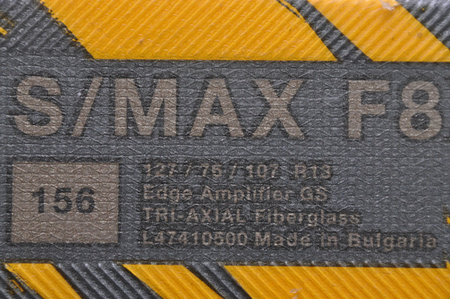 S/MAX F8
156
127 / 75 / 107 R13
Edge Amplifier GS
TRI-AXIAL Fiberglass
L47410500 Made in Bulgaria